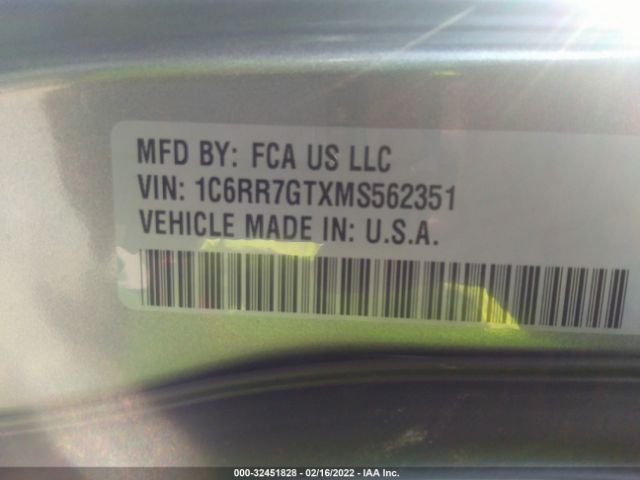 MFD BY: FCA US LLC
VIN: 1C6RR7GTXMS562351
VEHICLE MADE IN: U.S.A.
000-32451828 - 02/16/2022 - IAA Inc.